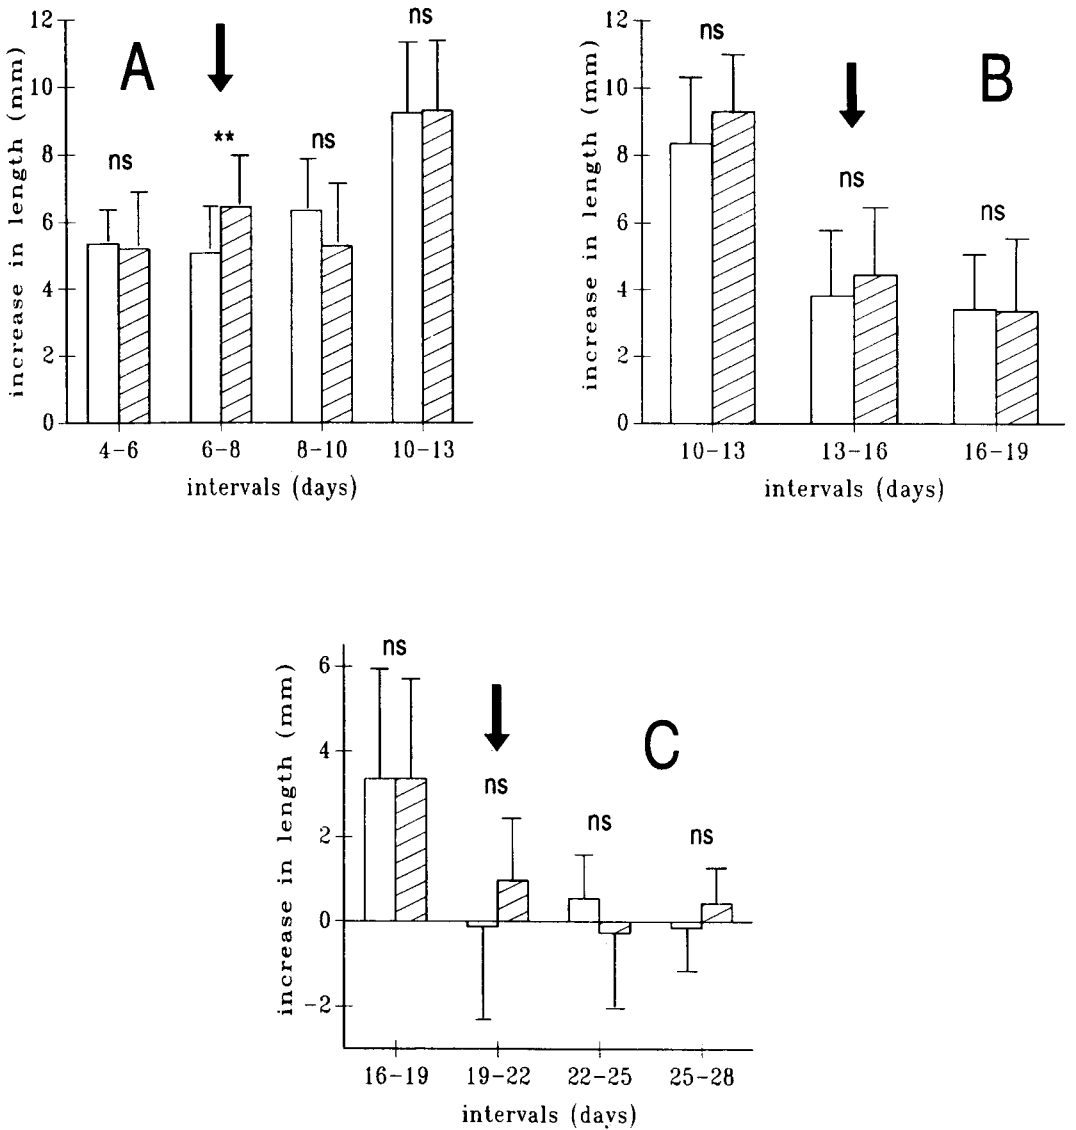 A
increase in length (mm)
12
10
8
6
4
2
0
ns
**
ns
ns
4-6
6-8
8-10
10-13
intervals (days)
B
increase in length (mm)
12
10
8
6
4
2
0
ns
ns
ns
10-13
13-16
16-19
intervals (days)
C
increase in length (mm)
6
4
2
0
-2
ns
ns
ns
ns
16-19
19-22
22-25
25-28
intervals (days)